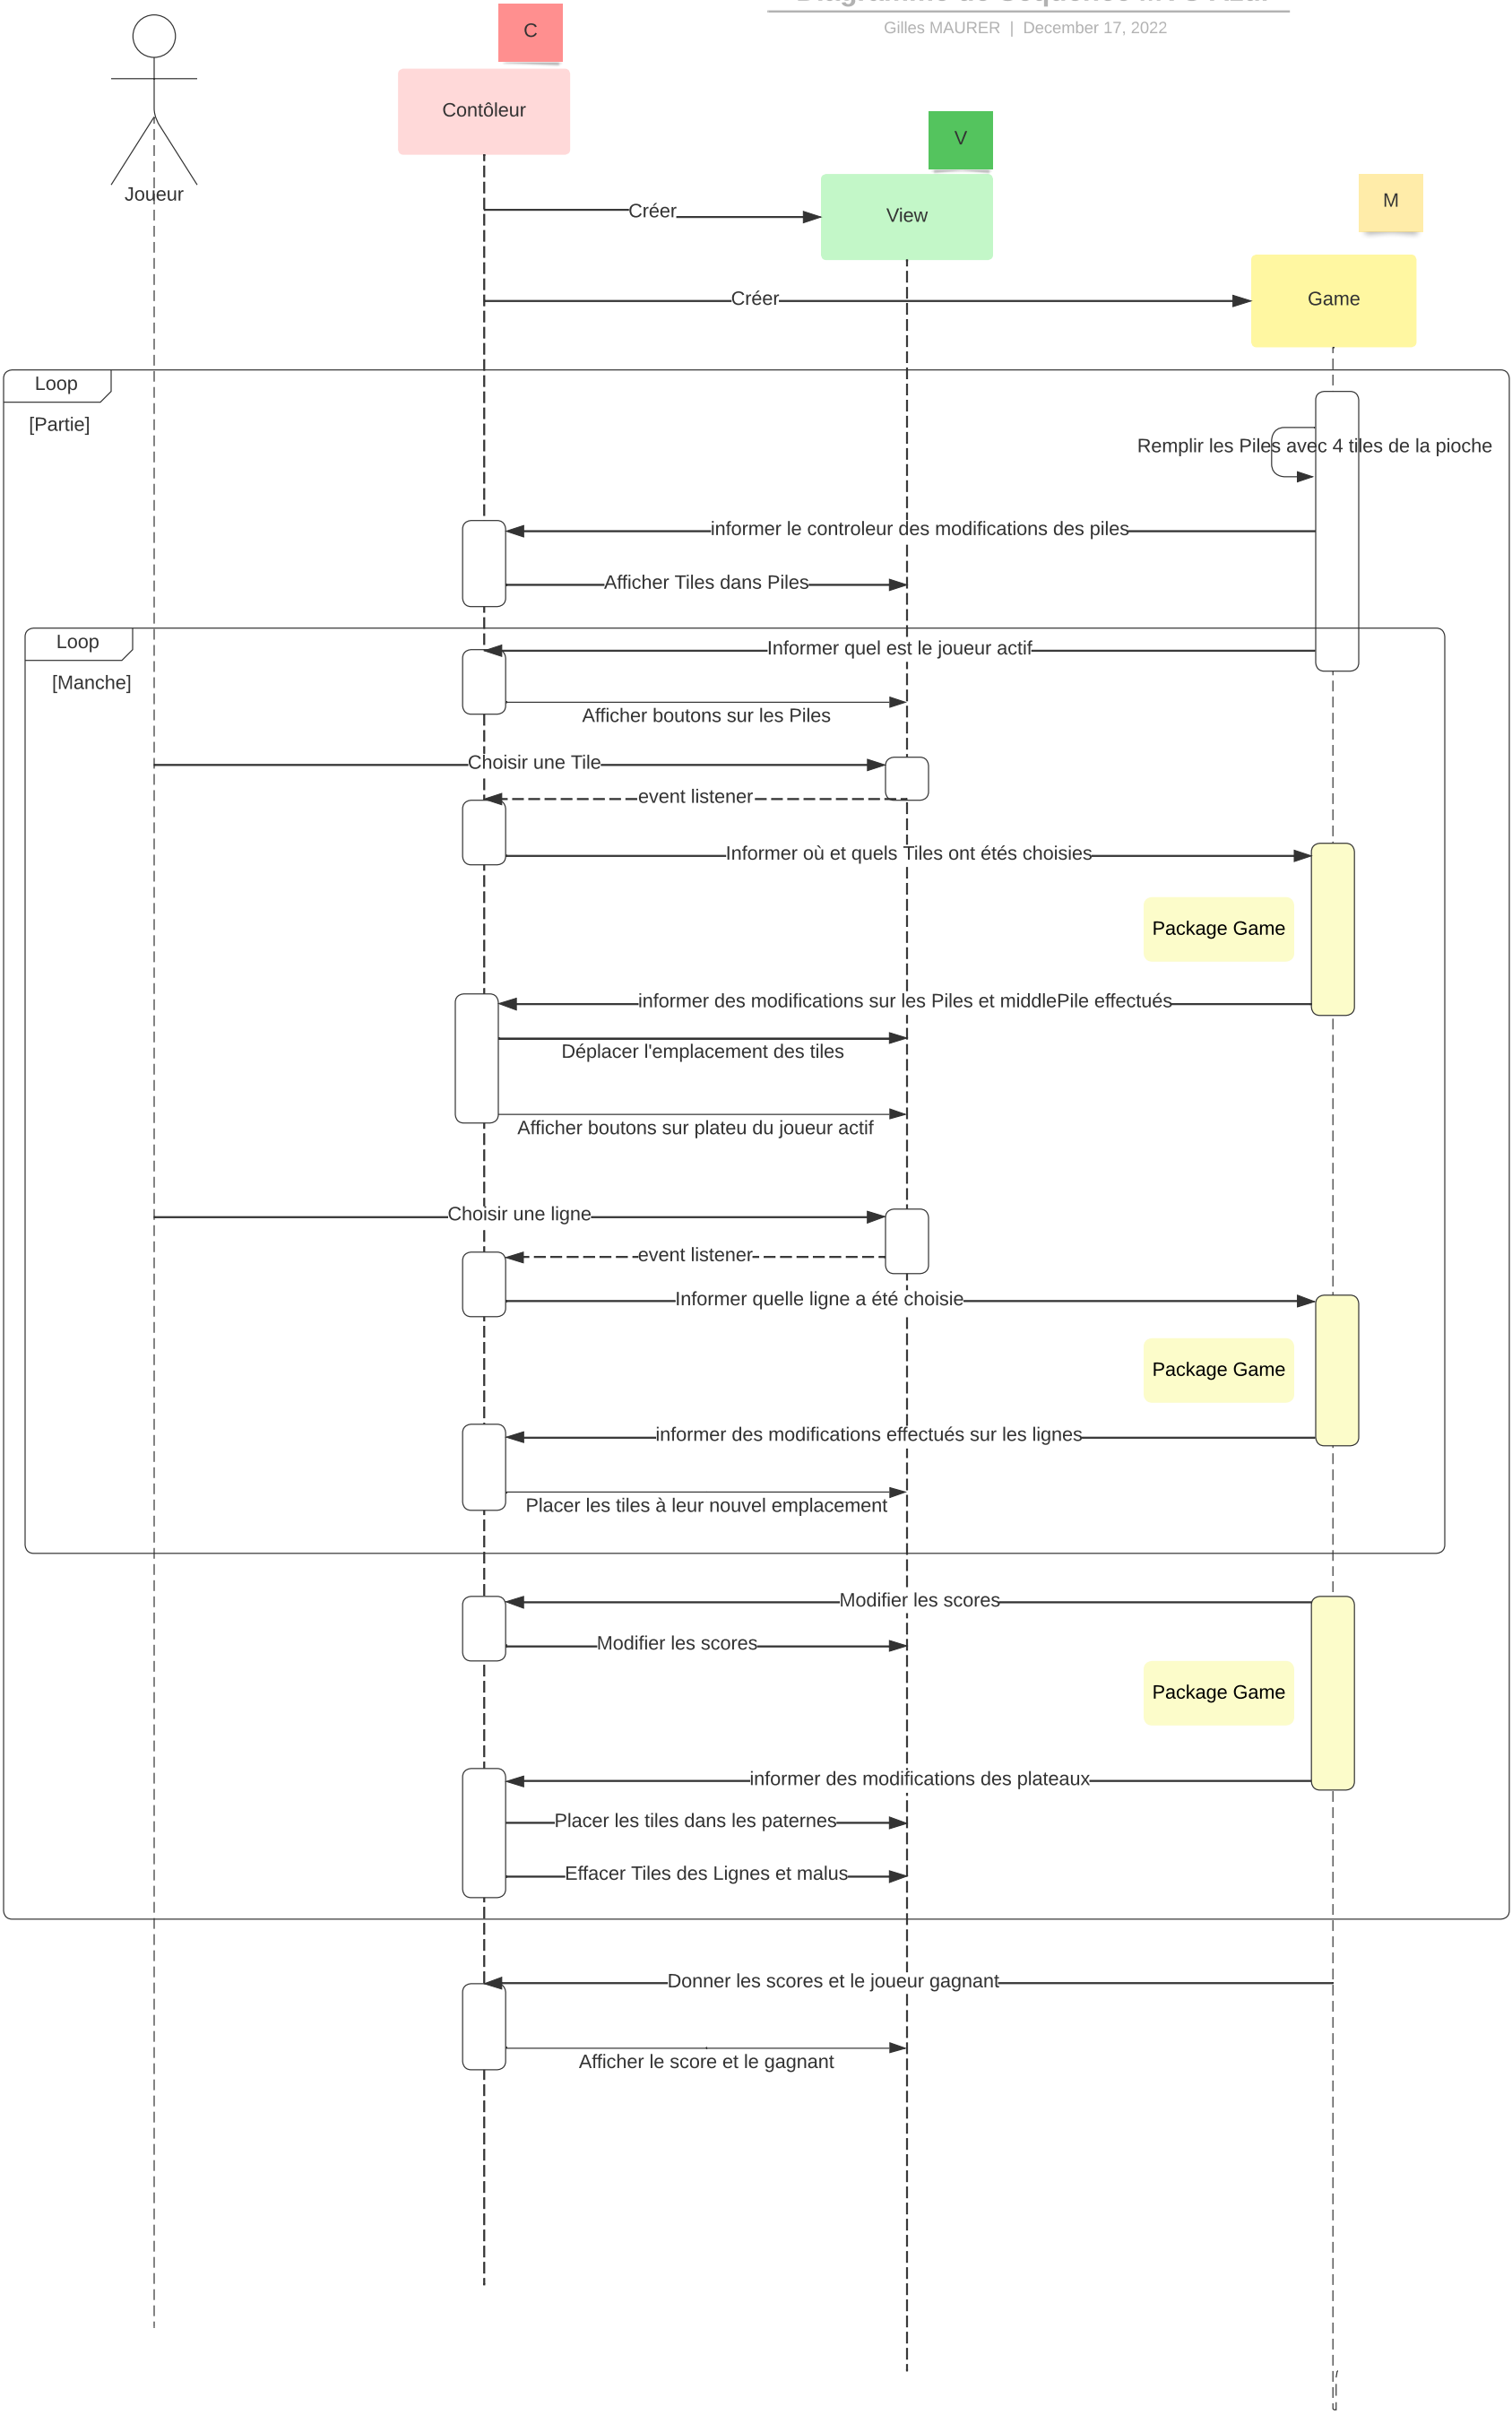 Diagramme de Séquence MVC Azul
Gilles MAURER | December 17, 2022
C
Contôleur
V
View
M
Joueur
Créer
Créer
Game
Loop
[Partie]
Remplir les Piles avec 4 tiles de la pioche
informer le controleur des modifications des piles
Afficher Tiles dans Piles
Loop
Informer quel est le joueur actif
[Manche]
Afficher boutons sur les Piles
Choisir une Tile
event listener
Informer où et quels Tiles ont étés choisies
Package Game
informer des modifications sur les Piles et middlePile effectués
Déplacer l'emplacement des tiles
Afficher boutons sur plateu du joueur actif
Choisir une ligne
event listener
Informer quelle ligne a été choisie
Package Game
informer des modifications effectués sur les lignes
Placer les tiles à leur nouvel emplacement
Modifier les scores
Modifier les scores
Package Game
informer des modifications des plateaux
Placer les tiles dans les paternes
Effacer Tiles des Lignes et malus
Donner les scores et le joueur gagnant
Afficher le score et le gagnant